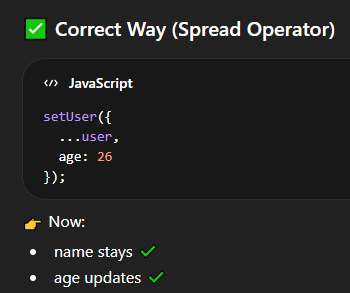 ✅ Correct Way (Spread Operator)
</> JavaScript
setUser({
  ...user,
  age: 26
});
👉 Now:
• name stays ✔
• age updates ✔